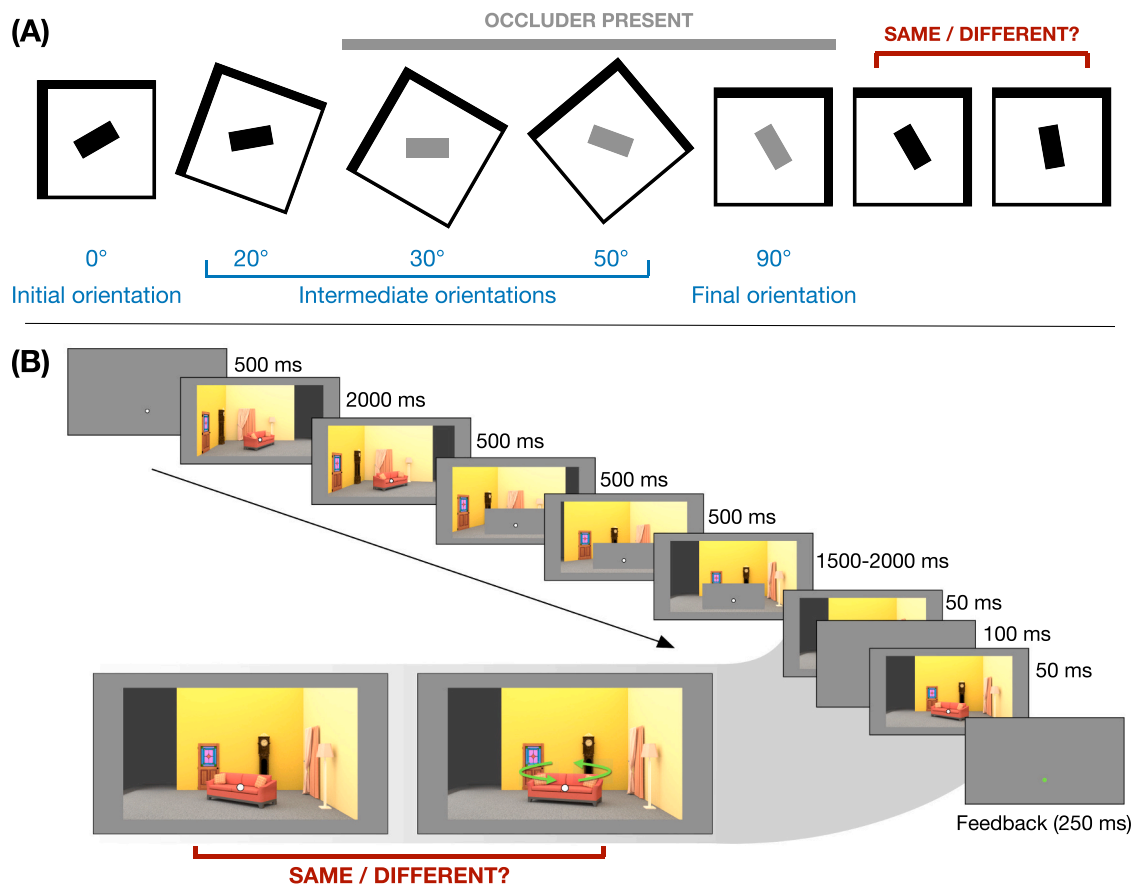 (A)
OCCLUDER PRESENT
SAME / DIFFERENT?
0°
20°
30°
50°
90°
Initial orientation
Intermediate orientations
Final orientation
(B)
500 ms
2000 ms
500 ms
500 ms
500 ms
1500-2000 ms
50 ms
100 ms
50 ms
Feedback (250 ms)
SAME / DIFFERENT?